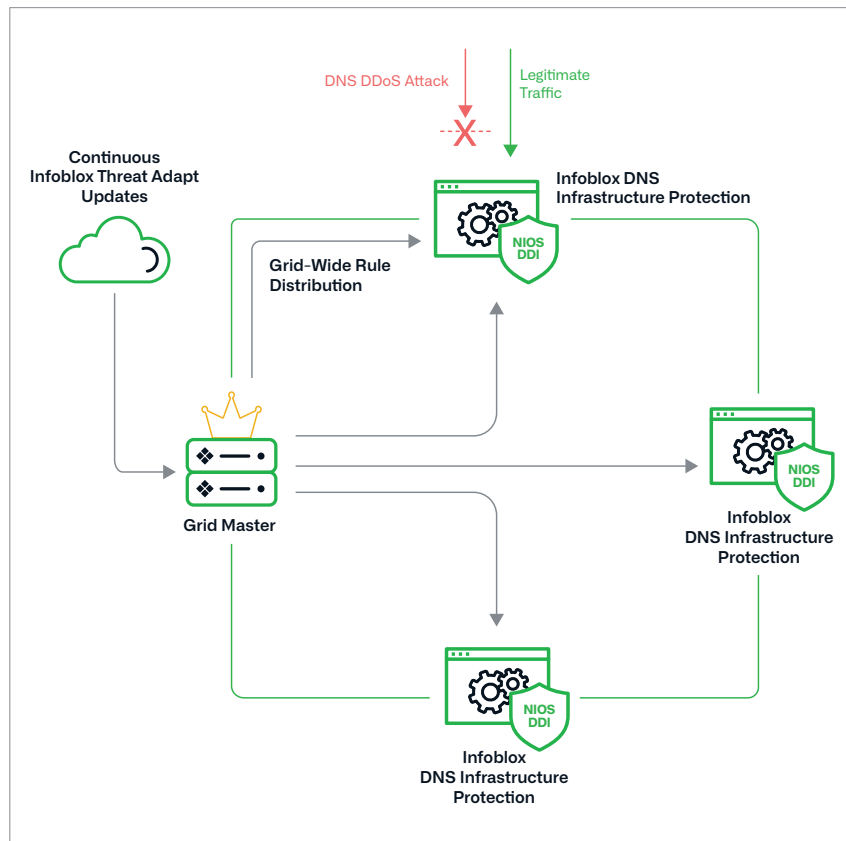 DNS DDoS Attack
Legitimate
Traffic
X
Continuous
Infoblox Threat Adapt
Updates
Infoblox DNS
Infrastructure Protection
NIOS
DDI
Grid-Wide Rule
Distribution
Grid Master
NIOS
DDI
Infoblox
DNS Infrastructure
Protection
NIOS
DDI
Infoblox
DNS Infrastructure
Protection